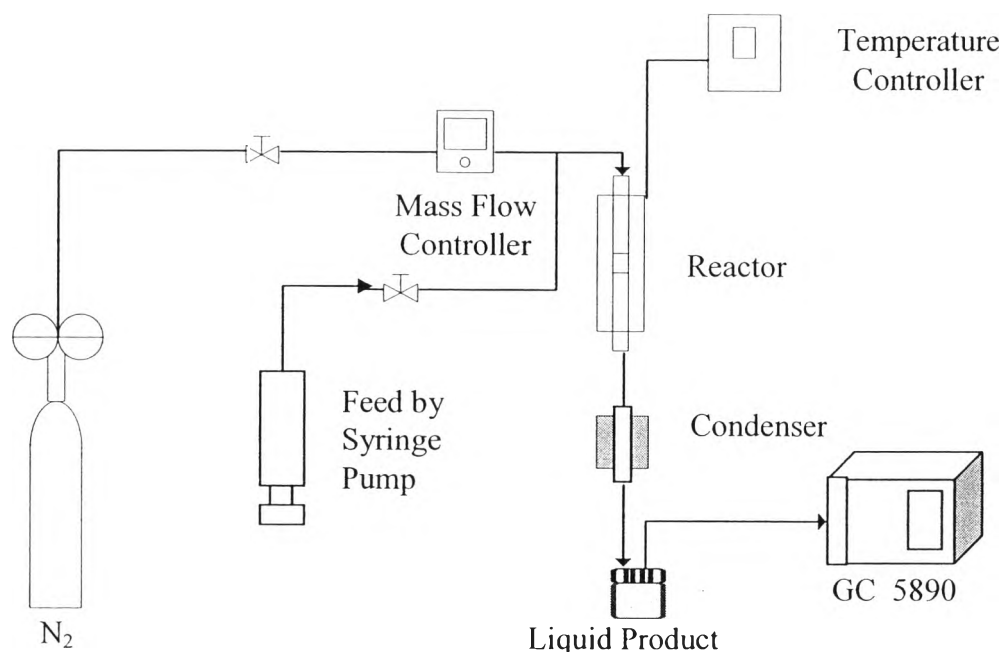 Temperature
Controller
Mass Flow
Controller
Reactor
Feed by
Syringe
Pump
Condenser
GC 5890
N₂
Liquid Product